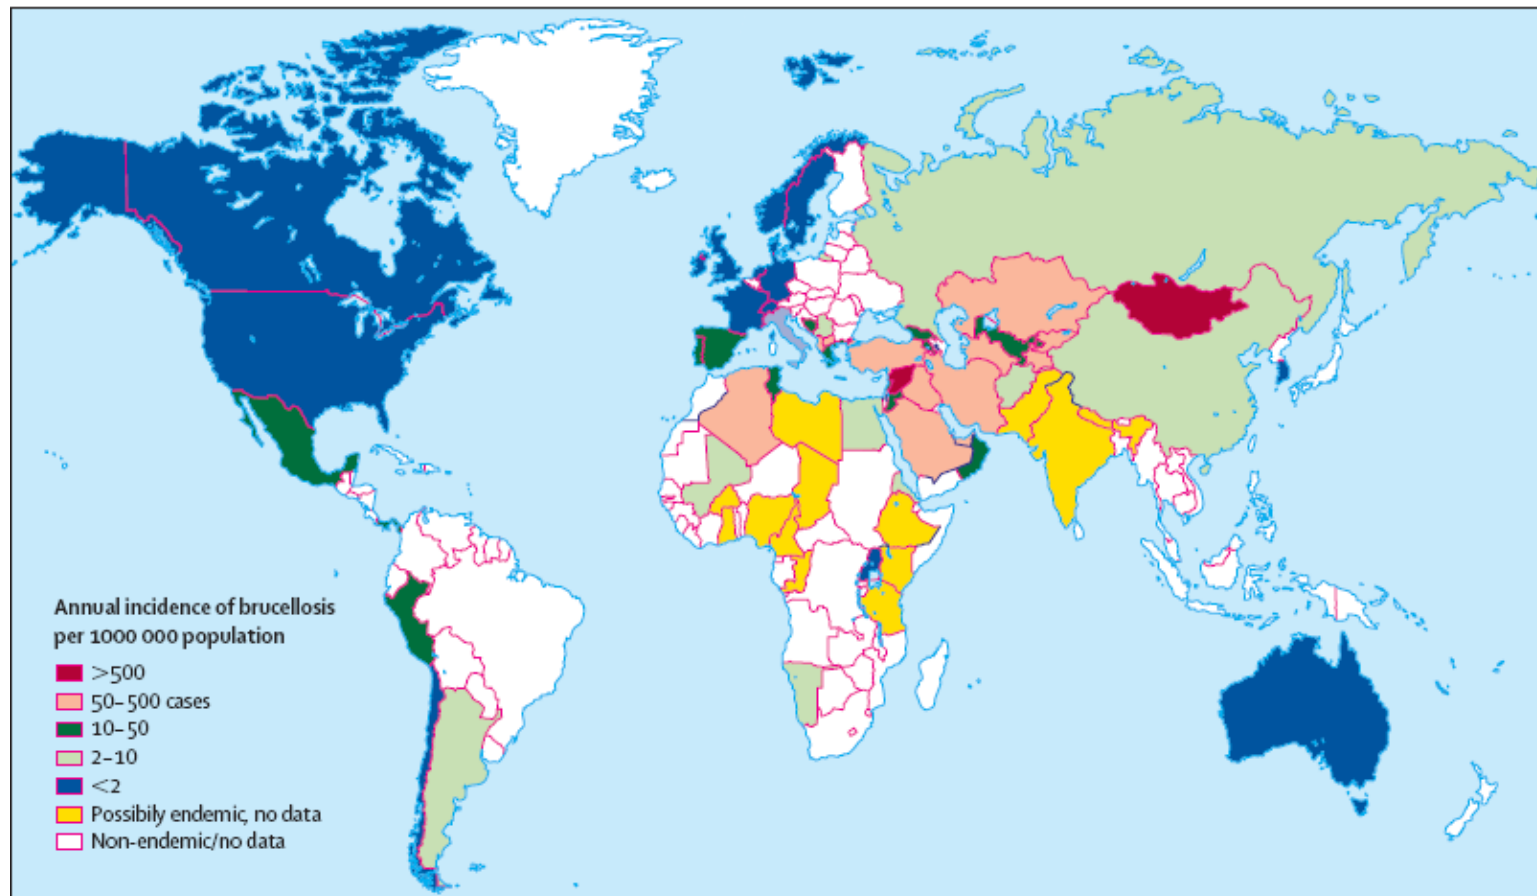 Annual incidence of brucellosis
per 1000 000 population
>500
50–500 cases
10–50
2–10
<2
Possibily endemic, no data
Non-endemic/no data